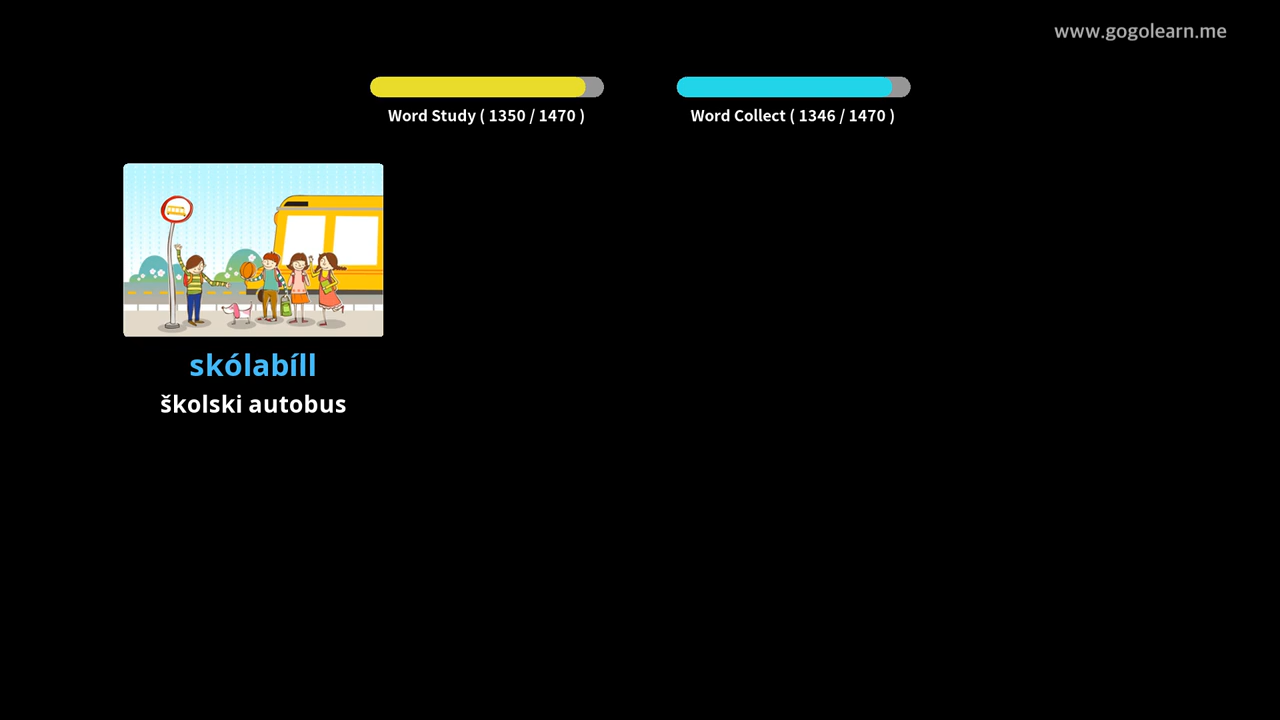 www.gogolearn.me
Word Study ( 1350 / 1470 )
Word Collect ( 1346 / 1470 )
skólabíll
školski autobus